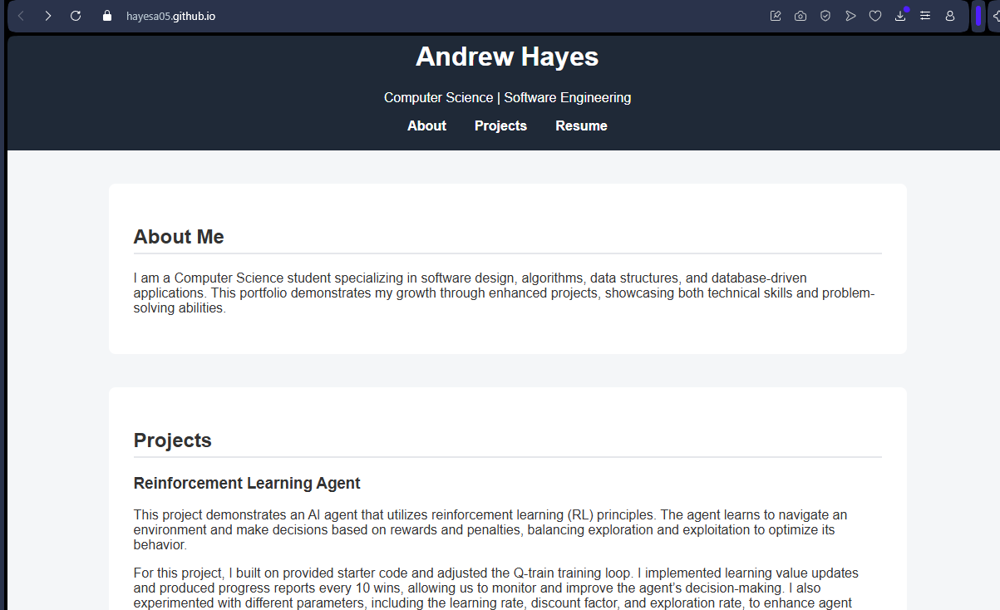 hayesa05.github.io
Andrew Hayes
Computer Science | Software Engineering
About Projects Resume
About Me
I am a Computer Science student specializing in software design, algorithms, data structures, and database-driven
applications. This portfolio demonstrates my growth through enhanced projects, showcasing both technical skills and problem-
solving abilities.
Projects
Reinforcement Learning Agent
This project demonstrates an AI agent that utilizes reinforcement learning (RL) principles. The agent learns to navigate an
environment and make decisions based on rewards and penalties, balancing exploration and exploitation to optimize its
behavior.
For this project, I built on provided starter code and adjusted the Q-train training loop. I implemented learning value updates
and produced progress reports every 10 wins, allowing us to monitor and improve the agent’s decision-making. I also
experimented with different parameters, including the learning rate, discount factor, and exploration rate, to enhance agent